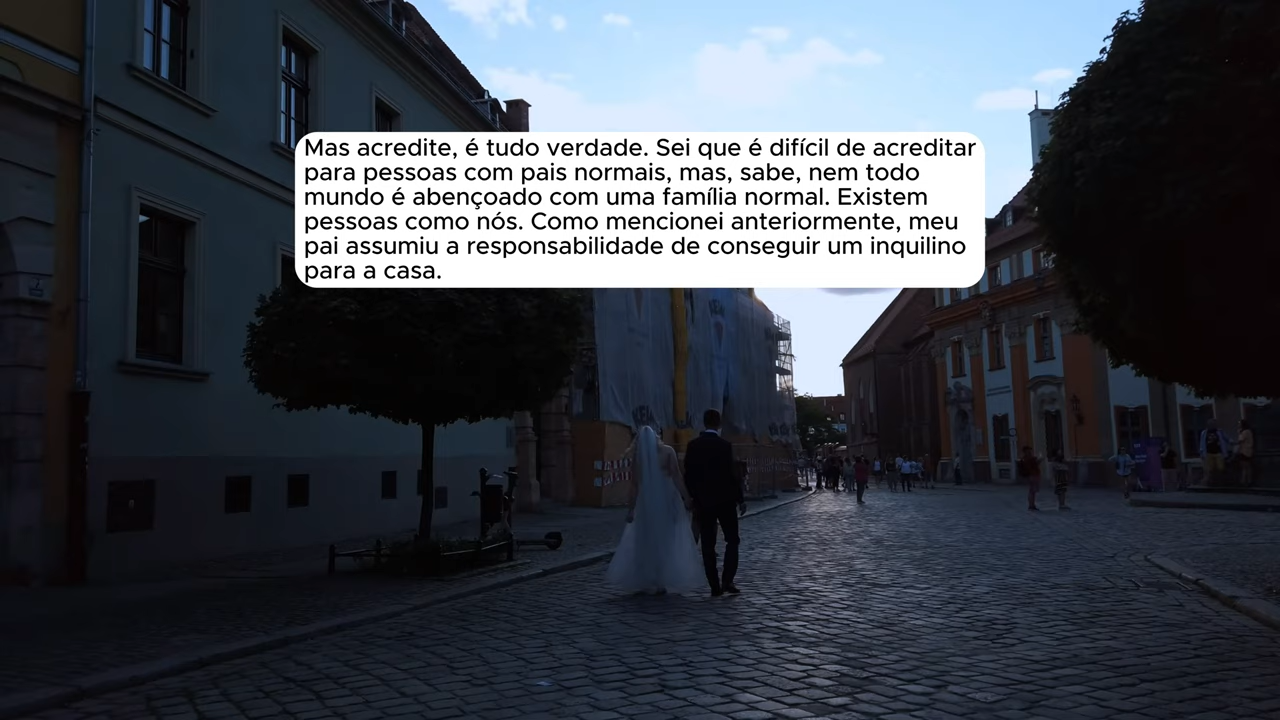 Mas acredite, é tudo verdade. Sei que é difícil de acreditar
para pessoas com pais normais, mas, sabe, nem todo
mundo é abençoado com uma família normal. Existem
pessoas como nós. Como mencionei anteriormente, meu
pai assumiu a responsabilidade de conseguir um inquilino
para a casa.